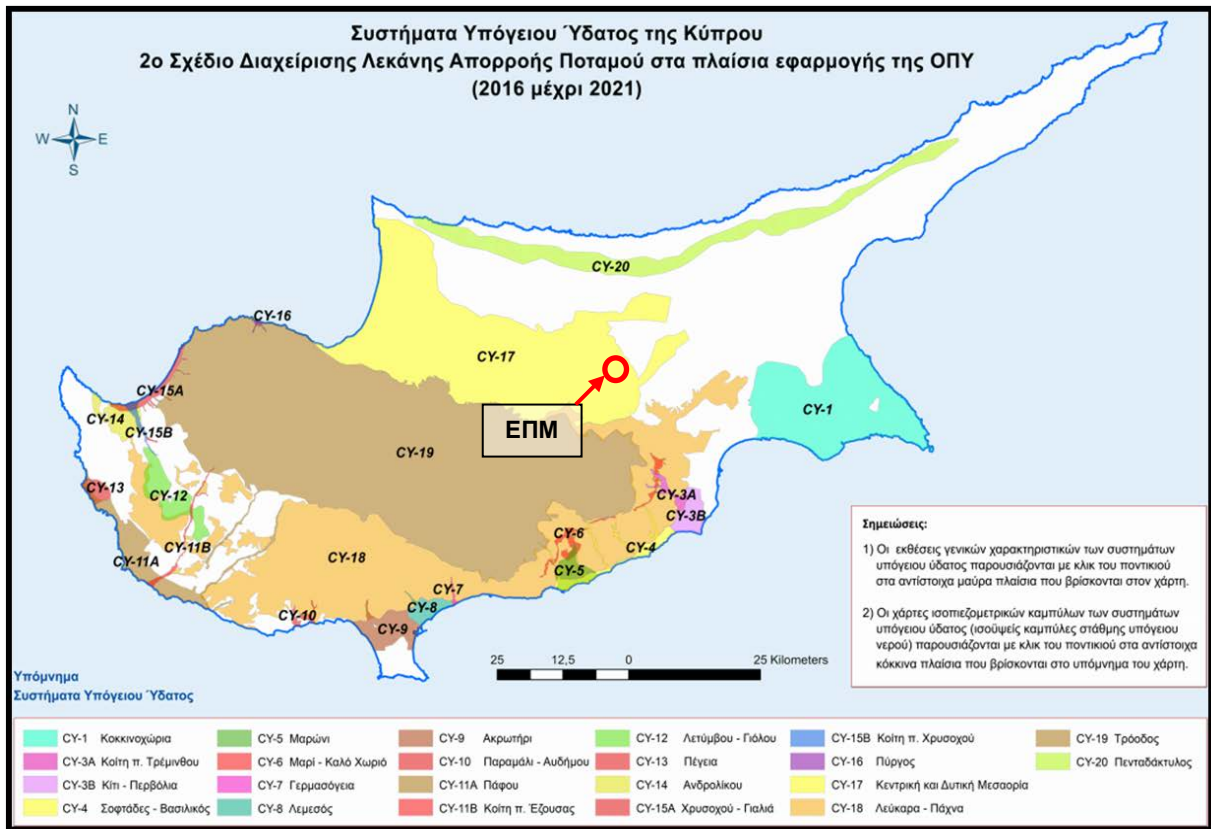 Συστήματα Υπόγειου Ύδατος της Κύπρου
2ο Σχέδιο Διαχείρισης Λεκάνης Απορροής Ποταμού στα πλαίσια εφαρμογής της ΟΠΥ
(2016 μέχρι 2021)
N
W E
S
CY-20
CY-16
CY-17
CY-15A
CY-1
CY-14
ΕΠΜ
CY-15B
CY-19
CY-13
CY-12
CY-3A
CY-3B
CY-6
CY-11B
CY-4
CY-11A
CY-18
CY-5
CY-7
CY-8
CY-10
CY-9
Σημειώσεις:
1) Οι εκθέσεις γενικών χαρακτηριστικών των συστημάτων
υπόγειου ύδατος παρουσιάζονται με κλικ του ποντικιού
στα αντίστοιχα μαύρα πλαίσια που βρίσκονται στον χάρτη.
2) Οι χάρτες ισοπιεζομετρικών καμπύλων των συστημάτων
υπόγειου ύδατος (ισοϋψείς καμπύλες στάθμης υπόγειου
νερού) παρουσιάζονται με κλικ του ποντικιού στα αντίστοιχα
κόκκινα πλαίσια που βρίσκονται στο υπόμνημα του χάρτη.
25 12,5 0 25 Kilometers
Υπόμνημα
Συστήματα Υπόγειου Ύδατος
CY-1 Κοκκινοχώρια
CY-3A Κοίτη π. Τρέμινθου
CY-3B Κίτι - Περβόλια
CY-4 Σοφτάδες - Βασιλικός
CY-5 Μαρώνι
CY-6 Μαρί - Καλό Χωριό
CY-7 Γερμασόγεια
CY-8 Λεμεσός
CY-9 Ακρωτήρι
CY-10 Παραμάλι - Αυδήμου
CY-11A Πάφου
CY-11B Κοίτη π. Έζουσας
CY-12 Λετύμβου - Γιόλου
CY-13 Πέγεια
CY-14 Ανδρολίκου
CY-15A Χρυσοχού - Γιαλιά
CY-15B Κοίτη π. Χρυσοχού
CY-16 Πύργος
CY-17 Κεντρική και Δυτική Μεσαορία
CY-18 Λεύκαρα - Πάχνα
CY-19 Τρόοδος
CY-20 Πενταδάκτυλος